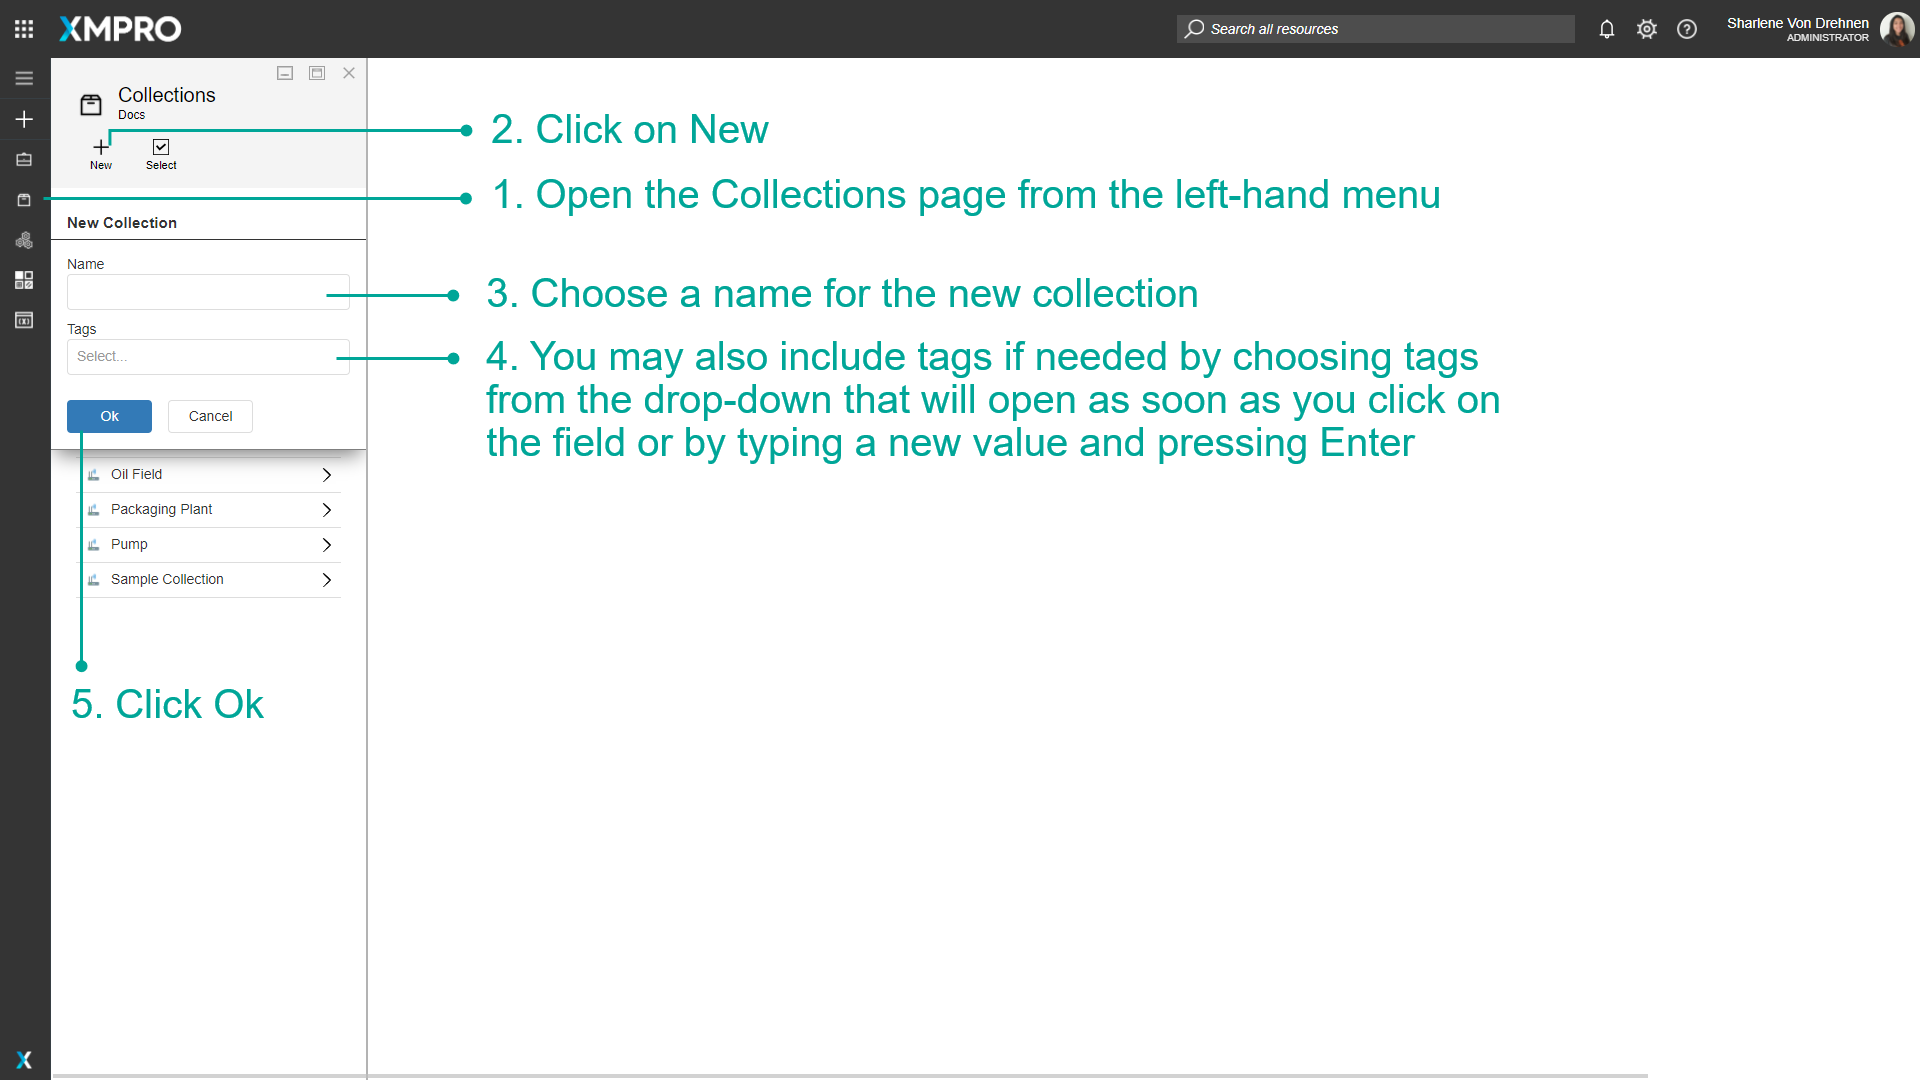 XMPRO
Search all resources
Sharlene Von Drehnen
ADMINISTRATOR
Collections
Docs
New
Select
2. Click on New
1. Open the Collections page from the left-hand menu
New Collection
Name
3. Choose a name for the new collection
Tags
Select...
4. You may also include tags if needed by choosing tags
from the drop-down that will open as soon as you click on
the field or by typing a new value and pressing Enter
Ok
Cancel
Oil Field
Packaging Plant
Pump
Sample Collection
5. Click Ok